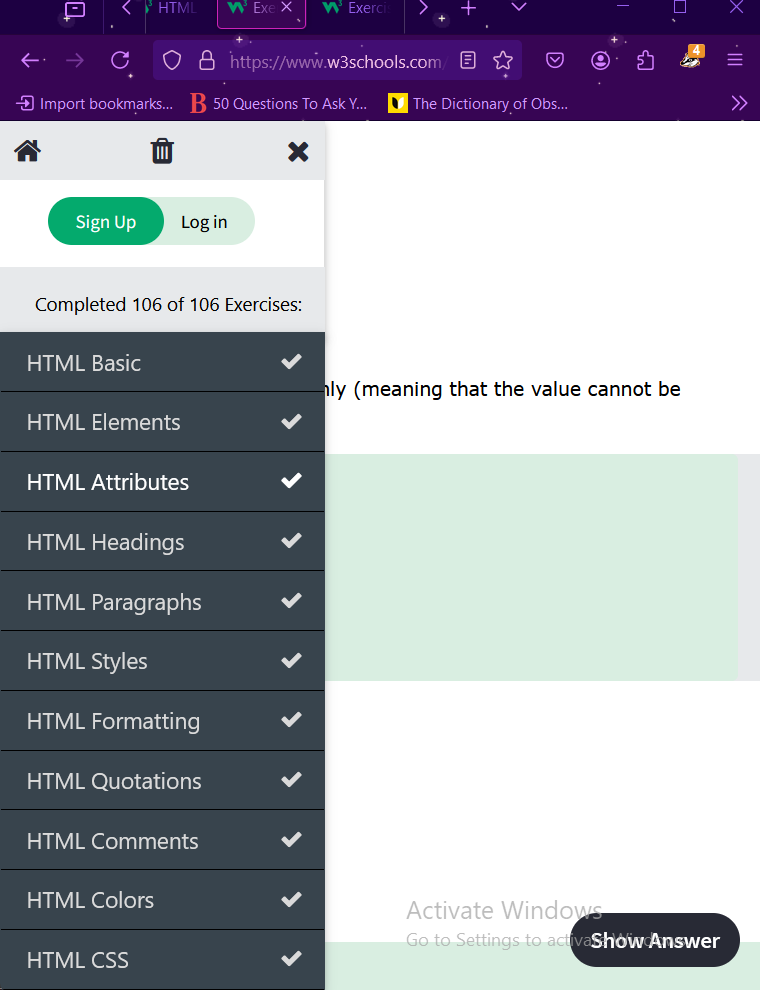 HTML
Exe
Exerci
https://www.w3schools.com/
4
Import bookmarks...
B 50 Questions To Ask Y...
The Dictionary of Obs...
Sign Up
Log in
Completed 106 of 106 Exercises:
HTML Basic
nly (meaning that the value cannot be
HTML Elements
HTML Attributes
HTML Headings
HTML Paragraphs
HTML Styles
HTML Formatting
HTML Quotations
HTML Comments
HTML Colors
HTML CSS
Activate Windows
Go to Settings to activate Windows.
Show Answer